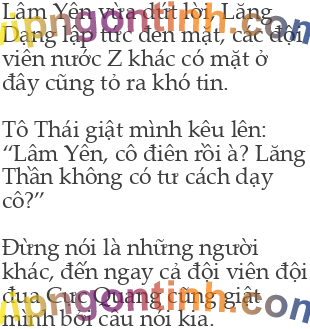 Lâm Yên vừa dứt lời, Lăng
Dạng lập tức đen mặt, các đội
viên nước Z khác có mặt ở
đây cũng tỏ ra khó tin.
Tô Thái giật mình kêu lên:
“Lâm Yên, cô điên rồi à? Lăng
Thần không có tư cách dạy
cô?”
Đừng nói là những người
khác, đến ngay cả đội viên đội
đua Cực Quang cũng giật
mình bởi câu nói kia.
vipngontinh.com
vipngontinh.com